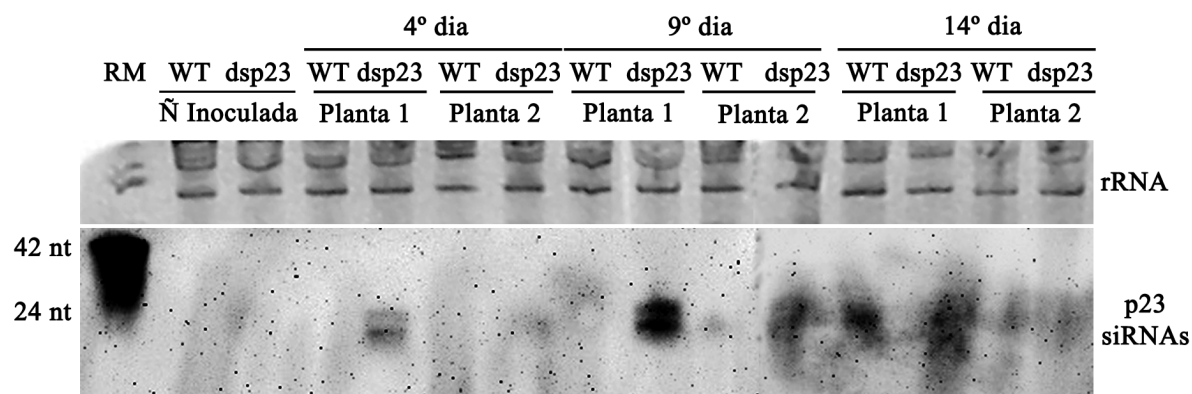 4º dia 9º dia 14º dia
RM WT dsp23 WT dsp23 WT dsp23 WT dsp23 WT dsp23 WT dsp23 WT dsp23
Ñ Inoculada Planta 1 Planta 2 Planta 1 Planta 2 Planta 1 Planta 2
rRNA
42 nt
24 nt p23
siRNAs